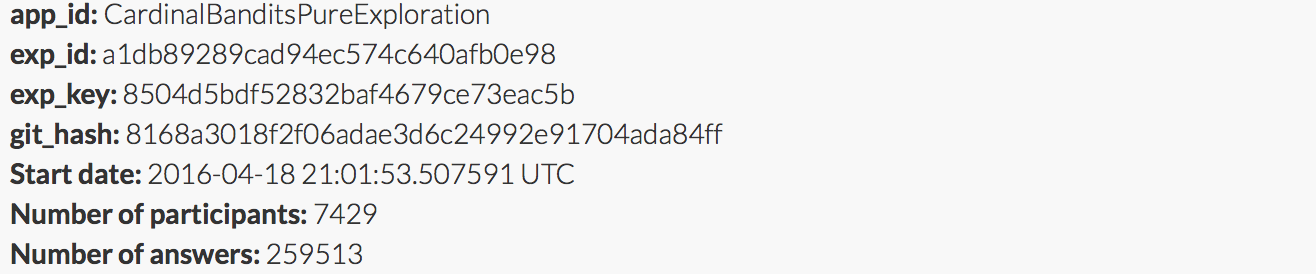 app_id: CardinalBanditsPureExploration
exp_id: a1db89289cad94ec574c640afb0e98
exp_key: 8504d5bdf52832baf4679ce73eac5b
git_hash: 8168a3018f2f06adae3d6c24992e91704ada84ff
Start date: 2016-04-18 21:01:53.507591 UTC
Number of participants: 7429
Number of answers: 259513